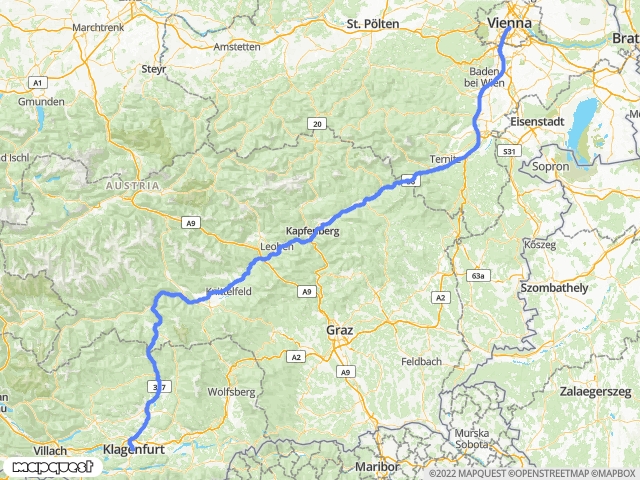 Marchtrenk
St. Pölten
Vienna
Brat
Amstetten
Steyr
A1
Baden
bei Wien
Gmunden
20
Eisenstadt
S31
d Ischl
Ternitz
Sopron
AUSTRIA
A9
Kapfenberg
Leoben
Kőszeg
63a
Knittelfeld
A9
A2
Szombathely
Graz
A2
Feldbach
A9
Wolfsberg
Zalaegerszeg
Murska
Sobota
Villach
Klagenfurt
Maribor
mapquest
©2022 MAPQUEST ©OPENSTREETMAP ©MAPBOX